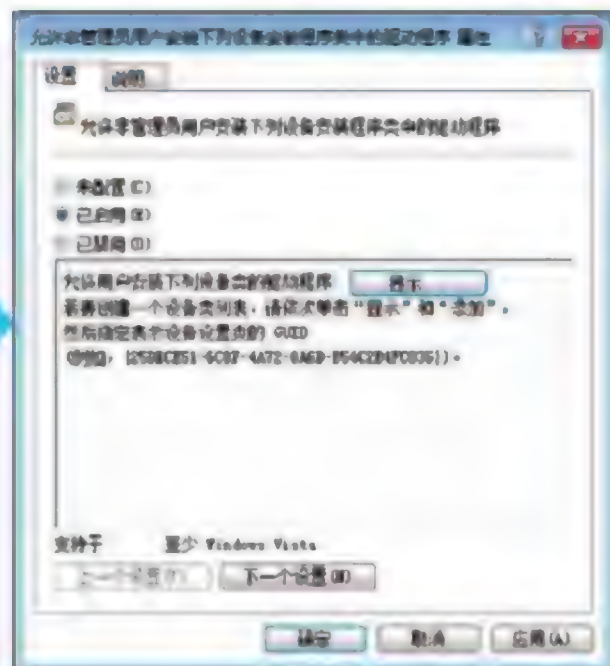 允许非管理员用户安装下列设备安装程序类中的驱动程序 属性
设置 说明
允许非管理员用户安装下列设备安装程序类中的驱动程序
未配置(C)
已启用(E)
已禁用(D)
允许用户安装下列设备类的驱动程序 显示
若要创建一个设备类列表，请依次单击“显示”和“添加”，
然后指定表示设备设置类的 GUID
(例如，
支持于 至少 Windows Vista
上一个设置(P) 下一个设置(N)
确定 取消 应用(A)